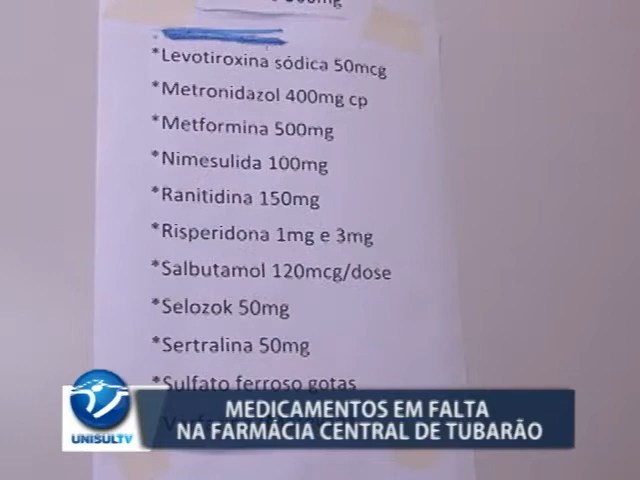 *Levotiroxina sódica 50mcg
*Metronidazol 400mg cp
*Metformina 500mg
*Nimesulida 100mg
*Ranitidina 150mg
*Risperidona 1mg e 3mg
*Salbutamol 120mcg/dose
*Selozok 50mg
*Sertralina 50mg
*Sulfato ferroso gotas
MEDICAMENTOS EM FALTA
NA FARMÁCIA CENTRAL DE TUBARÃO
UNISULTV